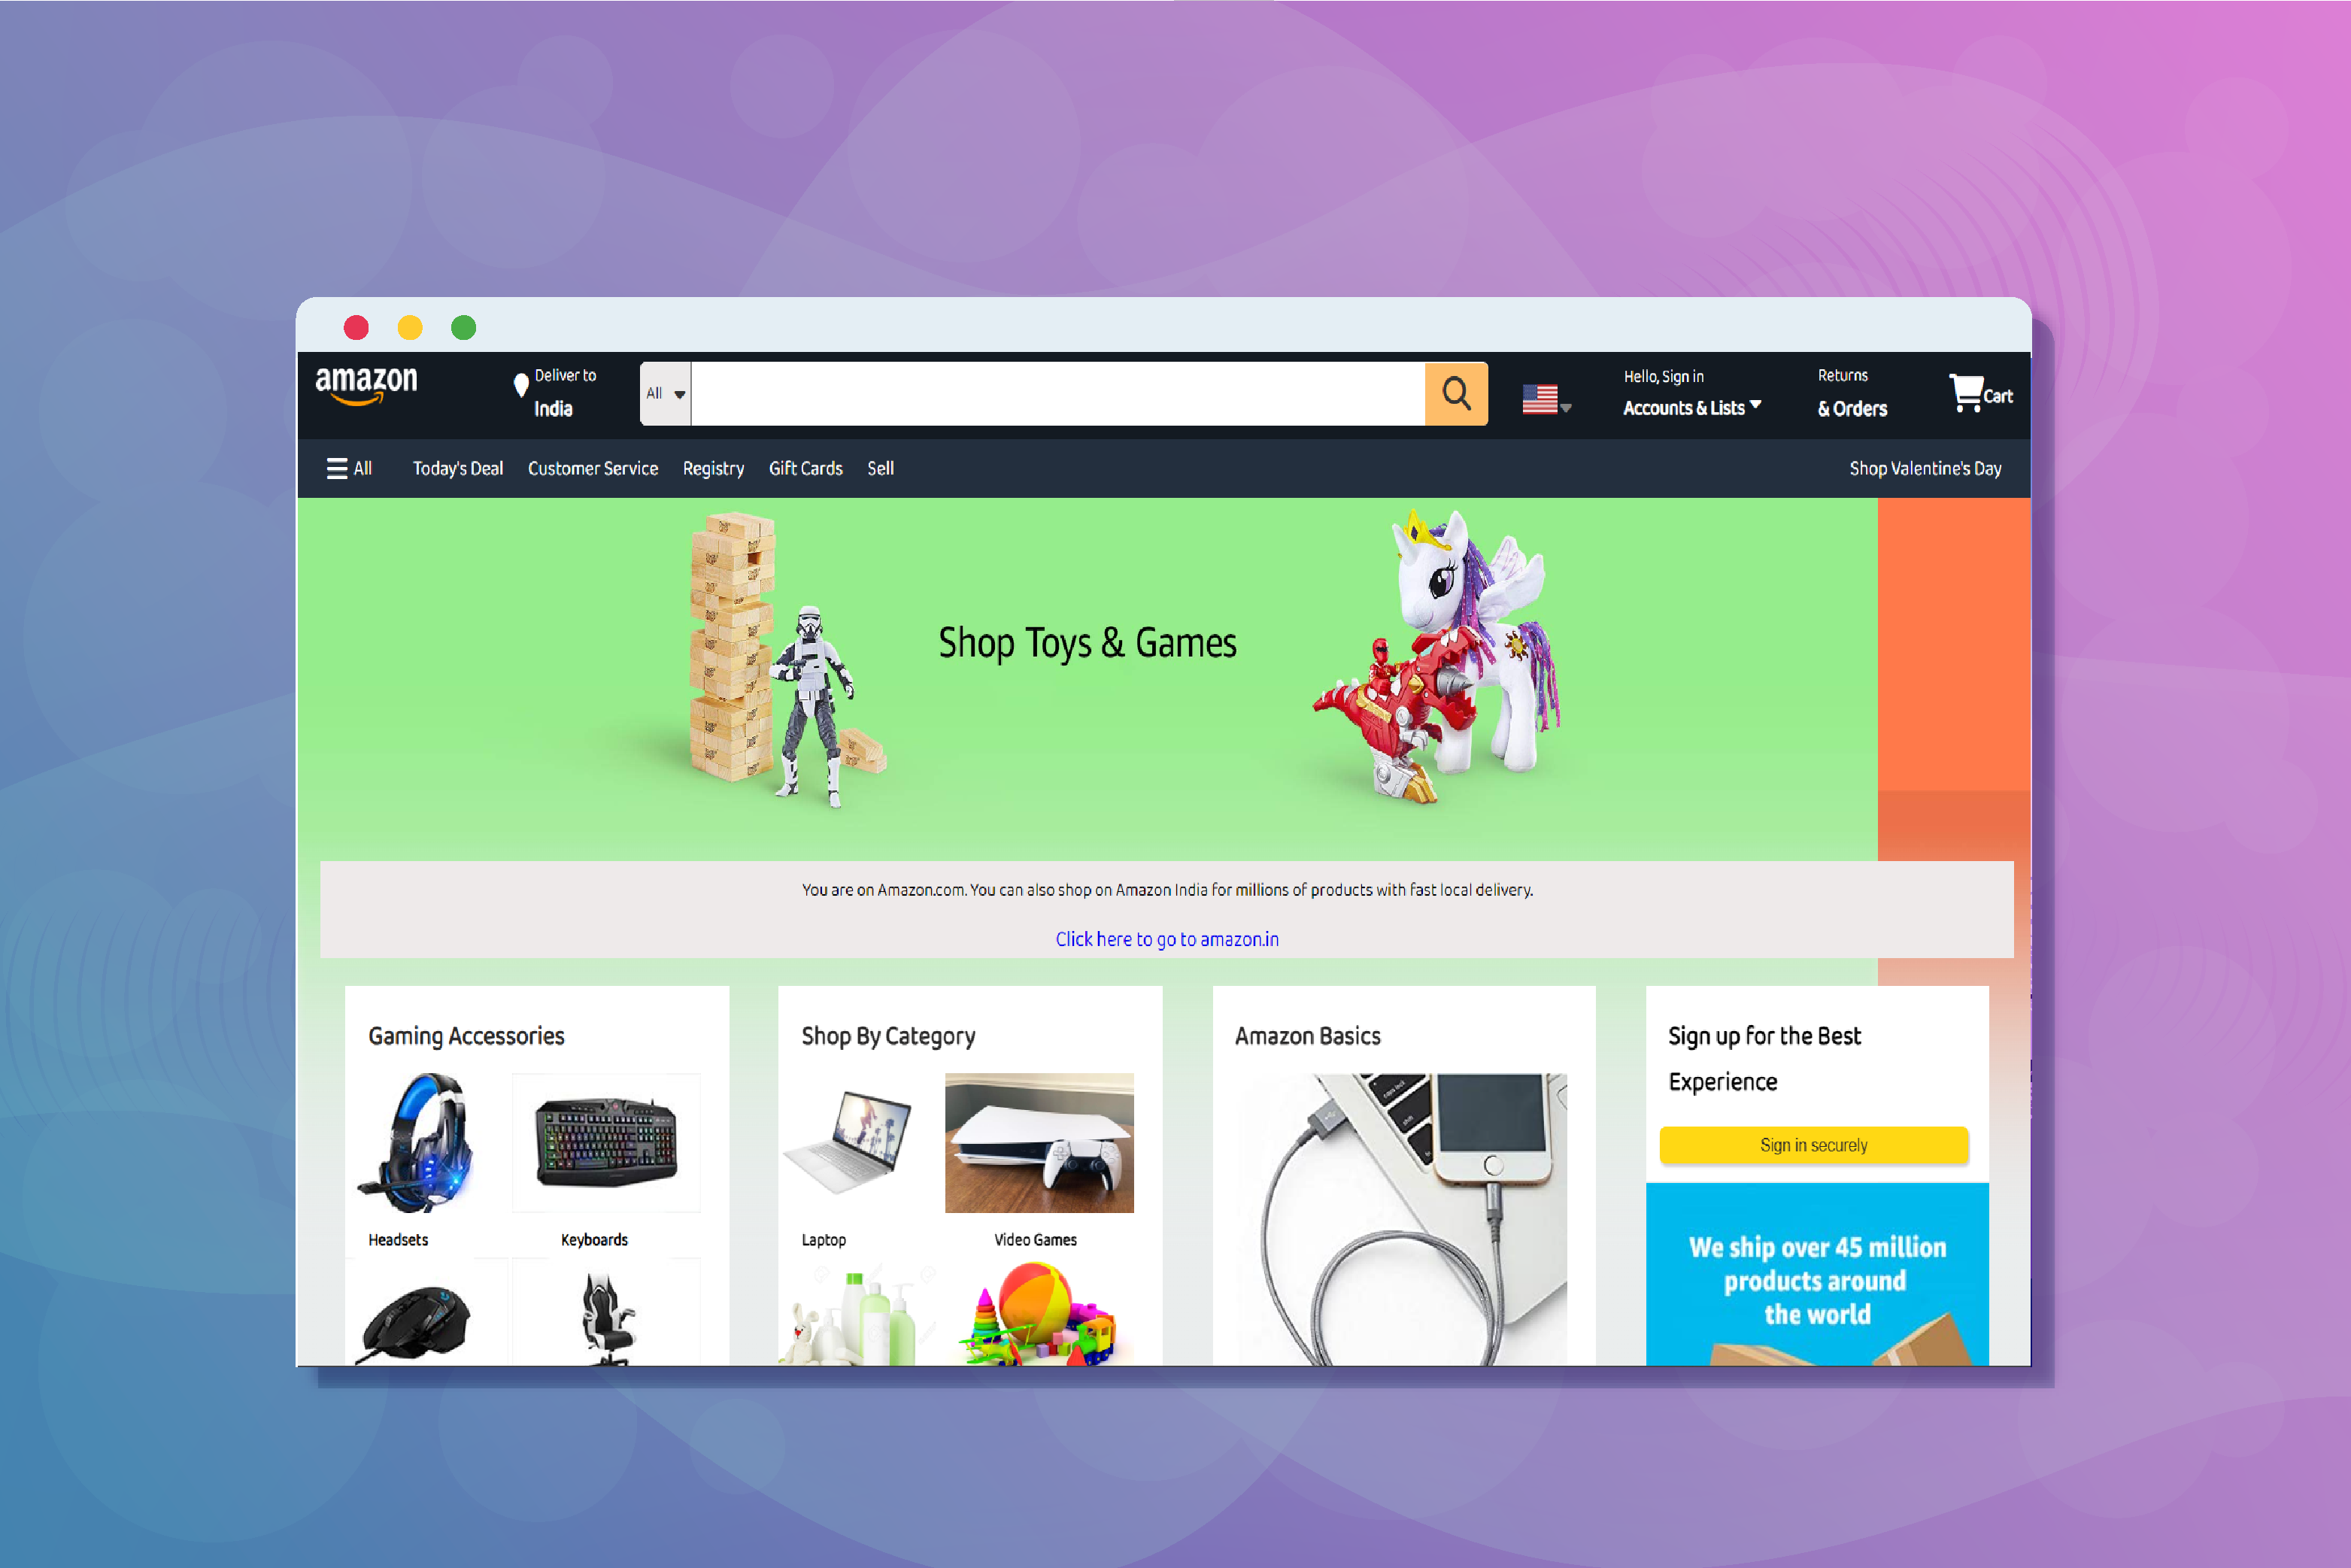 amazon
Deliver to
India
All
Hello, Sign in
Accounts & Lists
Returns
& Orders
Cart
All
Today's Deal
Customer Service
Registry
Gift Cards
Sell
Shop Valentine's Day
Shop Toys & Games
You are on Amazon.com. You can also shop on Amazon India for millions of products with fast local delivery.
Click here to go to amazon.in
Gaming Accessories
Headsets
Keyboards
Shop By Category
Laptop
Video Games
Amazon Basics
caps lock
shift
Sign up for the Best
Experience
Sign in securely
We ship over 45 million
products around
the world